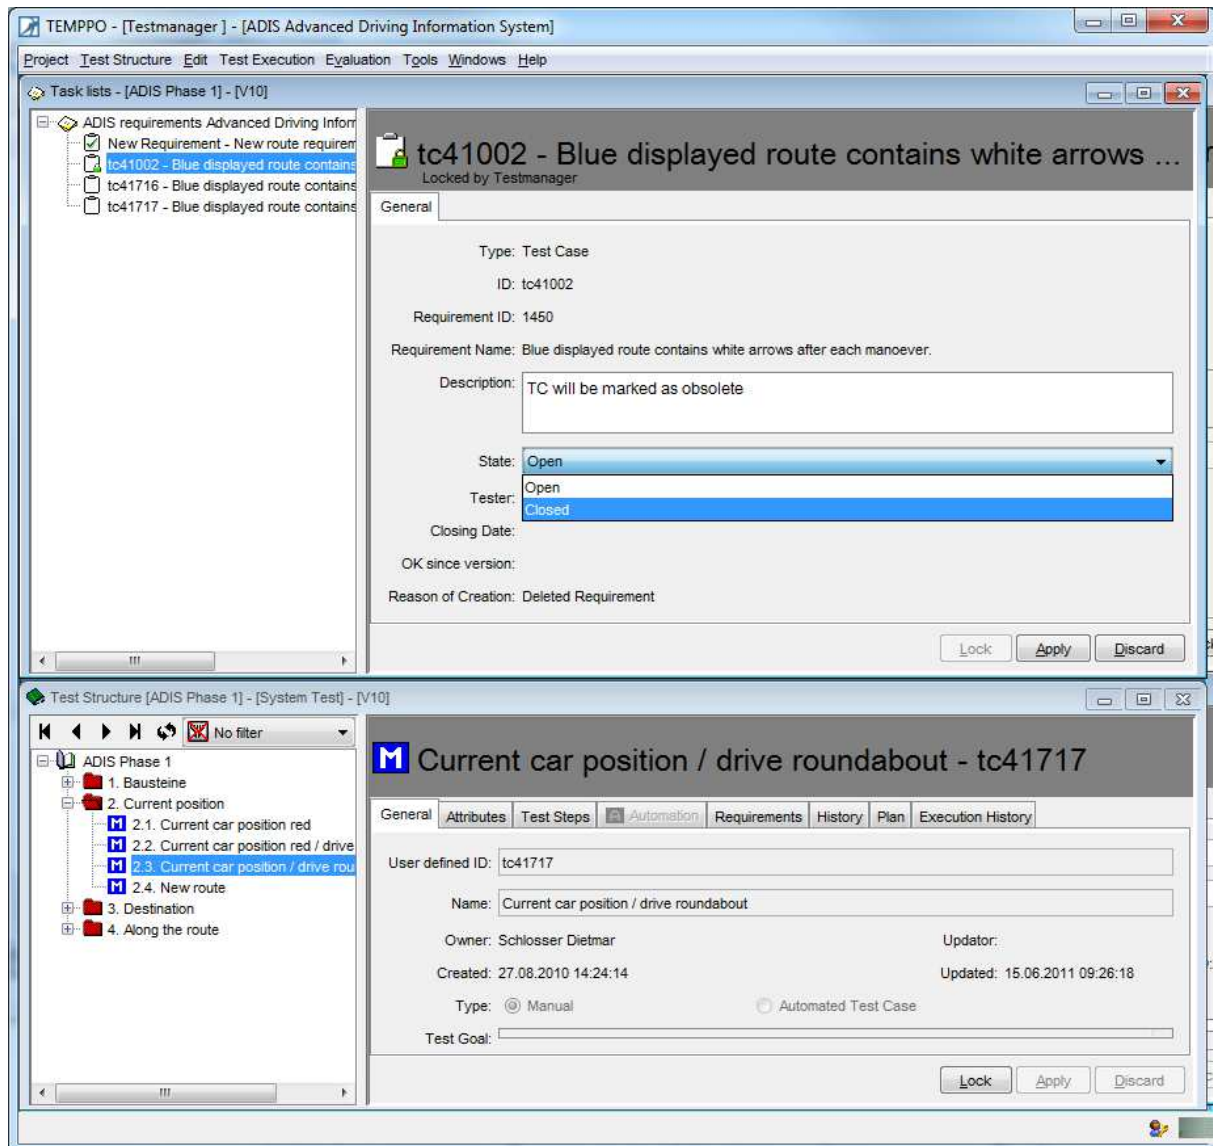 TEMPPO - [Testmanager ] - [ADIS Advanced Driving Information System]
Project Test Structure Edit Test Execution Evaluation Tools Windows Help
Task lists - [ADIS Phase 1] - [V10]
ADIS requirements Advanced Driving Inforr
New Requirement - New route requirem
tc41002 - Blue displayed route contains
tc41716 - Blue displayed route contains
tc41717 - Blue displayed route contains
tc41002 - Blue displayed route contains white arrows ...
Locked by Testmanager
General
Type: Test Case
ID: tc41002
Requirement ID: 1450
Requirement Name: Blue displayed route contains white arrows after each manoever.
Description: TC will be marked as obsolete
State: Open
Open
Closed
Tester:
Closing Date:
OK since version:
Reason of Creation: Deleted Requirement
Lock Apply Discard
Test Structure [ADIS Phase 1] - [System Test] - [V10]
No filter
ADIS Phase 1
1. Bausteine
2. Current position
M 2.1. Current car position red
M 2.2. Current car position red / drive
M 2.3. Current car position / drive rou
M 2.4. New route
3. Destination
4. Along the route
M Current car position / drive roundabout - tc41717
General Attributes Test Steps Automation Requirements History Plan Execution History
User defined ID: tc41717
Name: Current car position / drive roundabout
Owner: Schlosser Dietmar Updator:
Created: 27.08.2010 14:24:14 Updated: 15.06.2011 09:26:18
Type: Manual Automated Test Case
Test Goal:
Lock Apply Discard